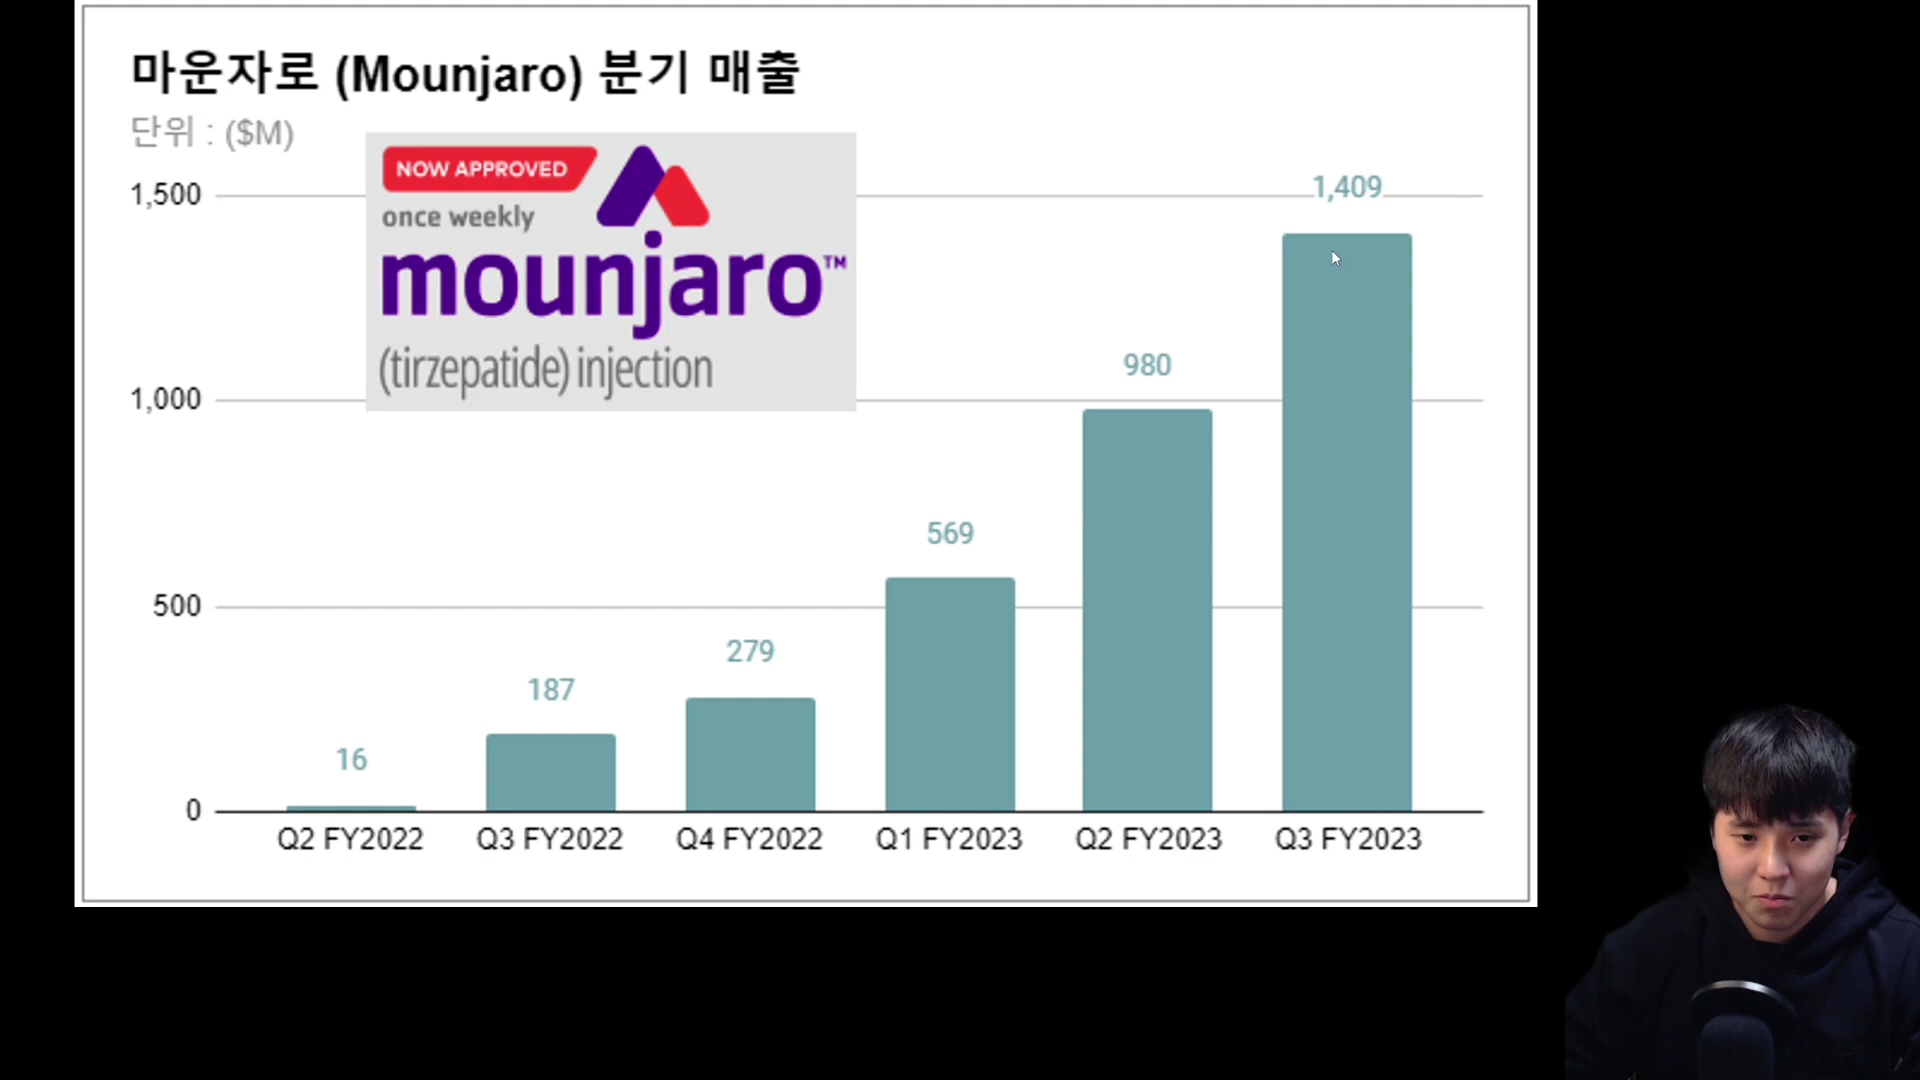 마운자로 (Mounjaro) 분기 매출
단위 : ($M)
NOW APPROVED
once weekly
mounjaro™
(tirzepatide) injection
1,500
1,000
500
0
16
187
279
569
980
1,409
Q2 FY2022
Q3 FY2022
Q4 FY2022
Q1 FY2023
Q2 FY2023
Q3 FY2023